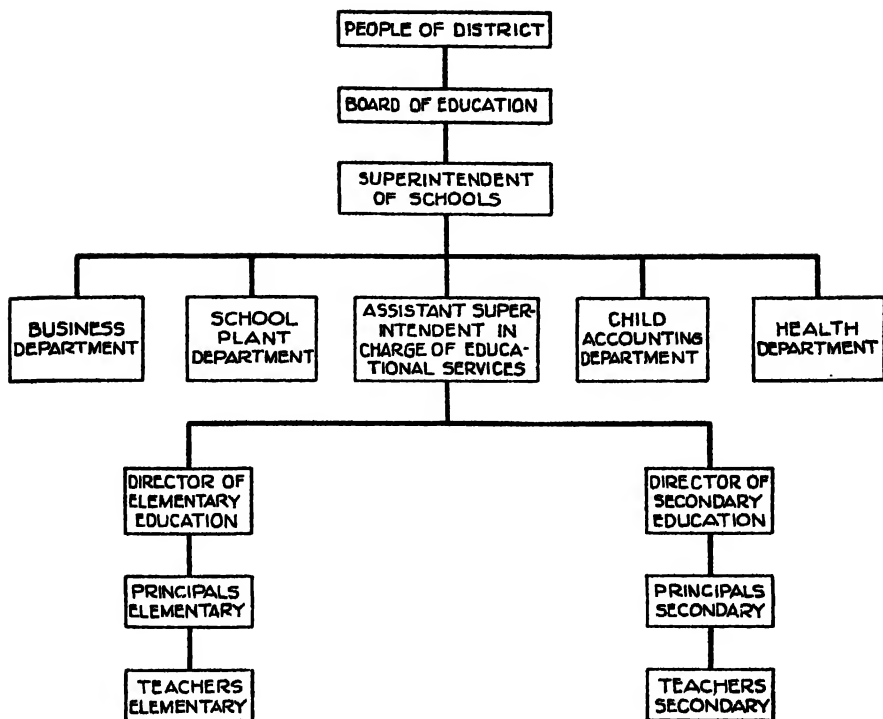 PEOPLE OF DISTRICT
BOARD OF EDUCATION
SUPERINTENDENT
OF SCHOOLS
BUSINESS
DEPARTMENT
SCHOOL
PLANT
DEPARTMENT
ASSISTANT SUPER-
INTENDENT IN
CHARGE OF EDUCA-
TIONAL SERVICES
CHILD
ACCOUNTING
DEPARTMENT
HEALTH
DEPARTMENT
DIRECTOR OF
ELEMENTARY
EDUCATION
DIRECTOR OF
SECONDARY
EDUCATION
PRINCIPALS
ELEMENTARY
PRINCIPALS
SECONDARY
TEACHERS
ELEMENTARY
TEACHERS
SECONDARY